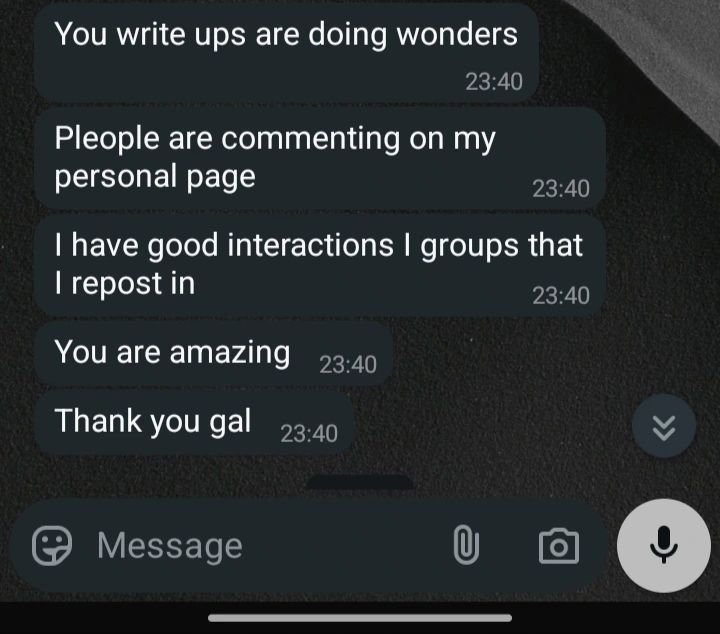 You write ups are doing wonders
23:40
Pleople are commenting on my
personal page
23:40
I have good interactions I groups that
I repost in
23:40
You are amazing
23:40
Thank you gal
23:40
Message